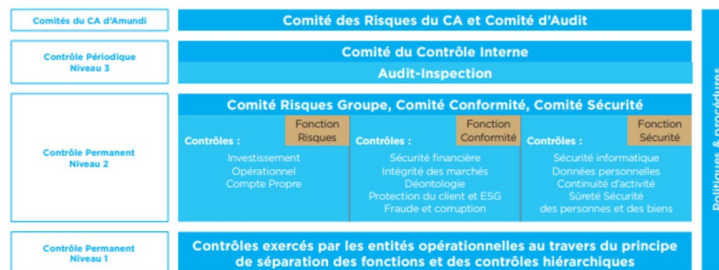 Comités du CA d'Amundi
Comité des Risques du CA et Comité d'Audit
Contrôle Périodique
Niveau 3
Comité du Contrôle Interne
Audit-Inspection
Contrôle Permanent
Niveau 2
Comité Risques Groupe, Comité Conformité, Comité Sécurité
Contrôles :
Fonction
Risques
Investissement
Opérationnel
Compte Propre
Contrôles :
Fonction
Conformité
Sécurité financière
Intégrité des marchés
Déontologie
Protection du client et ESG
Fraude et corruption
Contrôles :
Fonction
Sécurité
Sécurité informatique
Données personnelles
Continuité d'activité
Sûreté Sécurité
des personnes et des biens
Contrôle Permanent
Niveau 1
Contrôles exercés par les entités opérationnelles au travers du principe
de séparation des fonctions et des contrôles hiérarchiques
Politiques & procédures